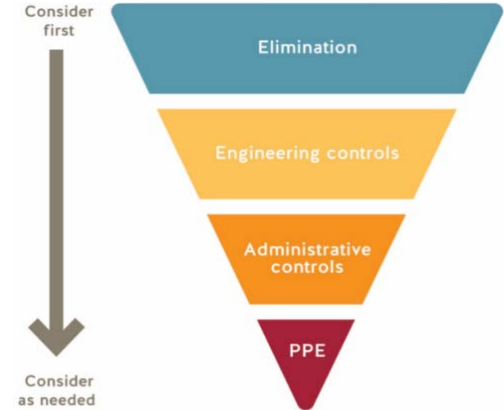 Consider
first
Elimination
Engineering controls
Administrative
controls
PPE
Consider
as needed